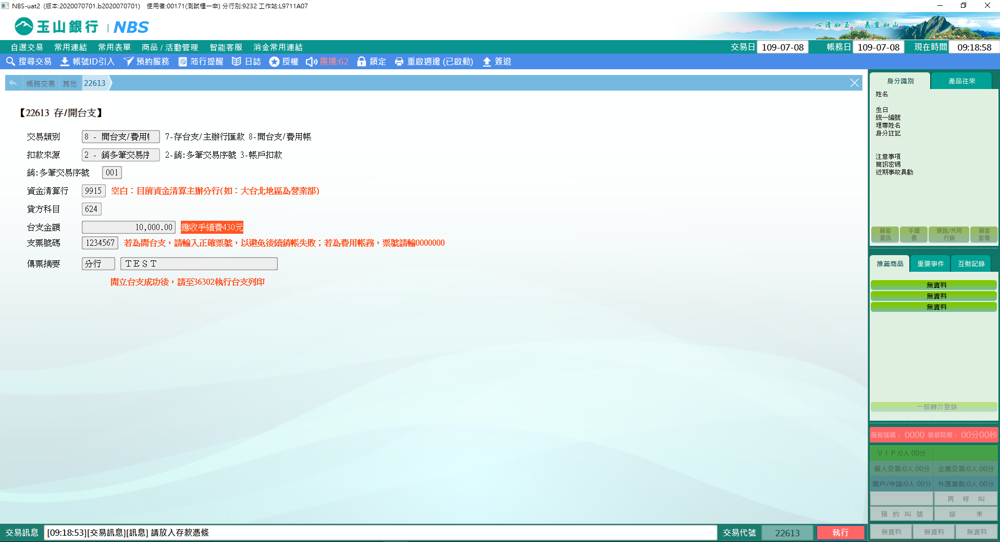 NBS-uat2 (版本:2020070701.b2020070701) 使用者:00171(測試櫃一辛) 分行別:9232 工作站:L9711A07
玉山銀行 | NBS
心清如玉。義重如山。
自選交易 常用連結 常用表單 商品 / 活動管理 智能客服 消金常用連結 交易日 109-07-08 帳務日 109-07-08 現在時間 09:18:58
搜尋交易 帳號ID引入 預約服務 蒞行提醒 日誌 授權 廣播:62 鎖定 重啟週邊 (已啟動) 簽退
帳務交易 其他 22613
【22613 存/開台支】
交易類別 8 - 開台支/費用 7-存台支/主辦行匯款 8-開台支/費用帳
扣款來源 2 - 銷多筆交易序 2-銷:多筆交易序號 3-帳戶扣款
銷:多筆交易序號 001
資金清算行 9915 空白：目前資金清算主辦分行(如：大台北地區為營業部)
貸方科目 624
台支金額 10,000.00 應收手續費430元
支票號碼 1234567 若為開台支，請輸入正確票號，以避免後續銷帳失敗；若為費用帳務，票號請輸0000000
傳票摘要 分行 ＴＥＳＴ
開立台支成功後，請至36302執行台支列印
身分識別 產品往來
姓名
生日
統一編號
理專姓名
身分註記
注意事項
簡訊密碼
近期事故異動
顧客資訊 手續費 通路/共同行銷 顧客影像
推薦商品 重要事件 互動記錄
無資料
無資料
無資料
一般轉介登錄
服務號碼： 0000 等候時間： 00分00秒
ＶＩＰ:0人 00分
個人交易:0人 00分 企業交易:0人 00分
開戶/申請:0人 00分 外匯業務:0人 00分
再 呼 叫
預 約 叫 號 結 束
無資料 無資料 無資料
交易訊息 [09:18:53][交易訊息][訊息] 請放入存款憑條 交易代號 22613 執行